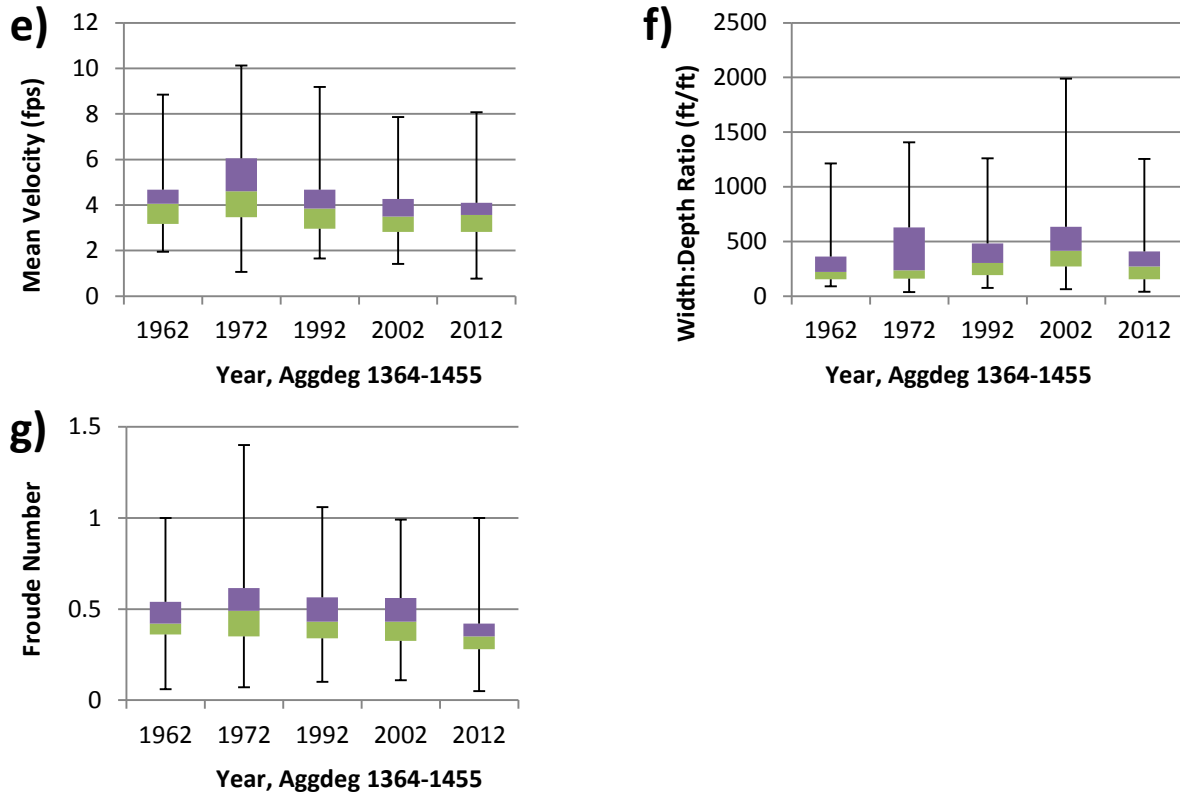 e)
Mean Velocity (fps)
12
10
8
6
4
2
0
1962 1972 1992 2002 2012
Year, Aggdeg 1364-1455
f)
Width:Depth Ratio (ft/ft)
2500
2000
1500
1000
500
0
1962 1972 1992 2002 2012
Year, Aggdeg 1364-1455
g)
Froude Number
1.5
1
0.5
0
1962 1972 1992 2002 2012
Year, Aggdeg 1364-1455